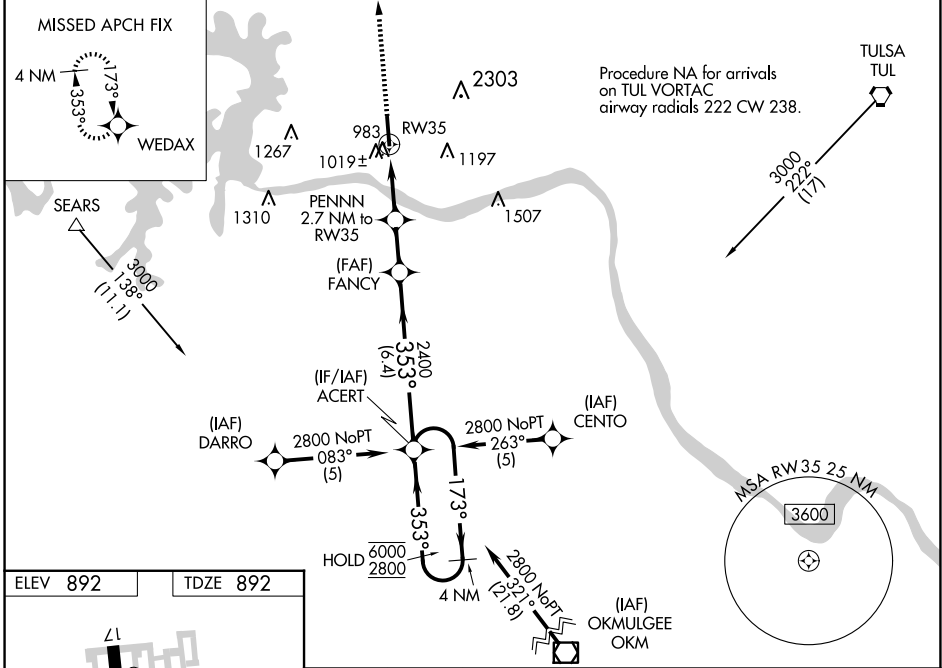 MISSED APCH FIX
4 NM
173°
353°
WEDAX
2303
Procedure NA for arrivals
on TUL VORTAC
airway radials 222 CW 238.
TULSA
TUL
3000
222°
(17)
983
RW35
1267
1019±
1197
1310
PENNN
2.7 NM to
RW35
1507
SEARS
3000
138°
(11.1)
(FAF)
FANCY
2400
353°
(6.4)
(IF/IAF)
ACERT
(IAF)
DARRO
2800 NoPT
083°
(5)
2800 NoPT
263°
(5)
(IAF)
CENTO
353°
173°
HOLD 6000
2800
4 NM
2800 NoPT
321°
(21.8)
(IAF)
OKMULGEE
OKM
MSA RW35 25 NM
3600
ELEV 892
TDZE 892
17